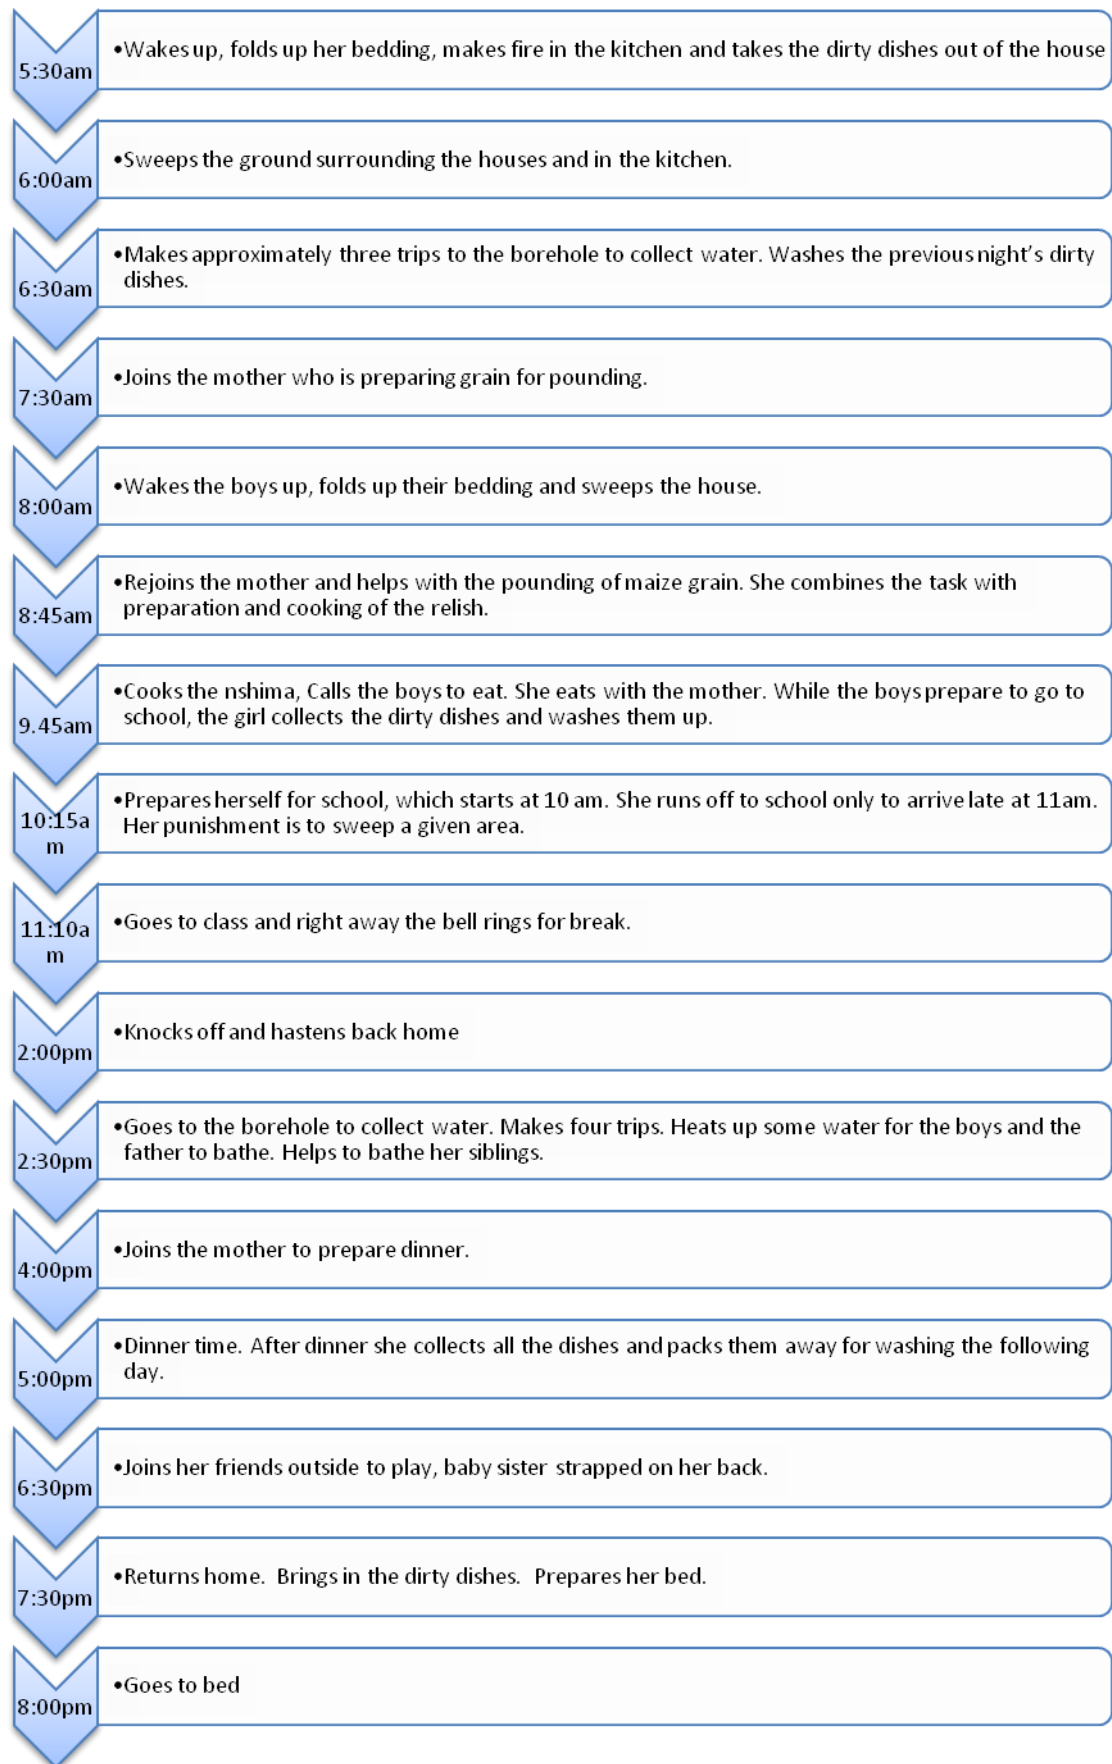 5:30am
•Wakes up, folds up her bedding, makes fire in the kitchen and takes the dirty dishes out of the house
6:00am
•Sweeps the ground surrounding the houses and in the kitchen.
6:30am
•Makes approximately three trips to the borehole to collect water. Washes the previous night's dirty
dishes.
7:30am
•Joins the mother who is preparing grain for pounding.
8:00am
•Wakes the boys up, folds up their bedding and sweeps the house.
8:45am
•Rejoins the mother and helps with the pounding of maize grain. She combines the task with
preparation and cooking of the relish.
9.45am
•Cooks the nshima, Calls the boys to eat. She eats with the mother. While the boys prepare to go to
school, the girl collects the dirty dishes and washes them up.
10:15a
m
•Prepares herself for school, which starts at 10 am. She runs off to school only to arrive late at 11am.
Her punishment is to sweep a given area.
11:10a
m
•Goes to class and right away the bell rings for break.
2:00pm
•Knocks off and hastens back home
2:30pm
•Goes to the borehole to collect water. Makes four trips. Heats up some water for the boys and the
father to bathe. Helps to bathe her siblings.
4:00pm
•Joins the mother to prepare dinner.
5:00pm
•Dinner time. After dinner she collects all the dishes and packs them away for washing the following
day.
6:30pm
•Joins her friends outside to play, baby sister strapped on her back.
7:30pm
•Returns home. Brings in the dirty dishes. Prepares her bed.
8:00pm
•Goes to bed